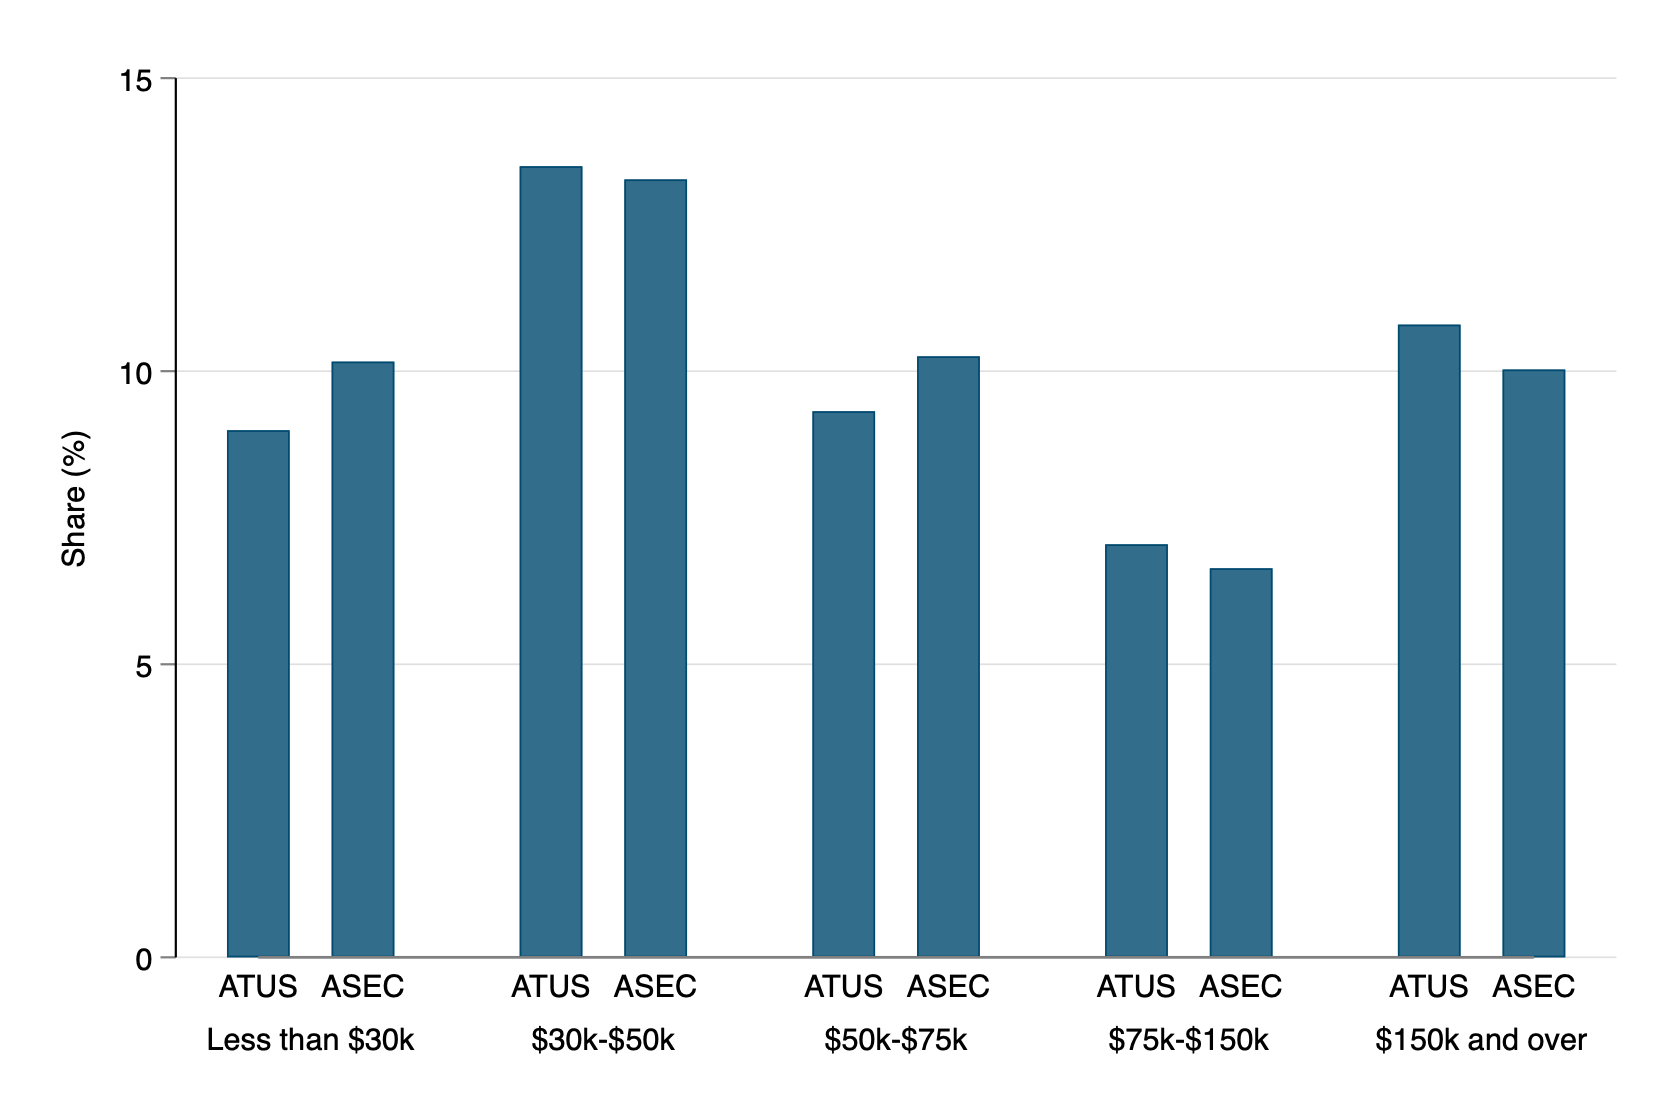 15
10
5
0
Share (%)
ATUS ASEC ATUS ASEC ATUS ASEC ATUS ASEC ATUS ASEC
Less than $30k $30k-$50k $50k-$75k $75k-$150k $150k and over